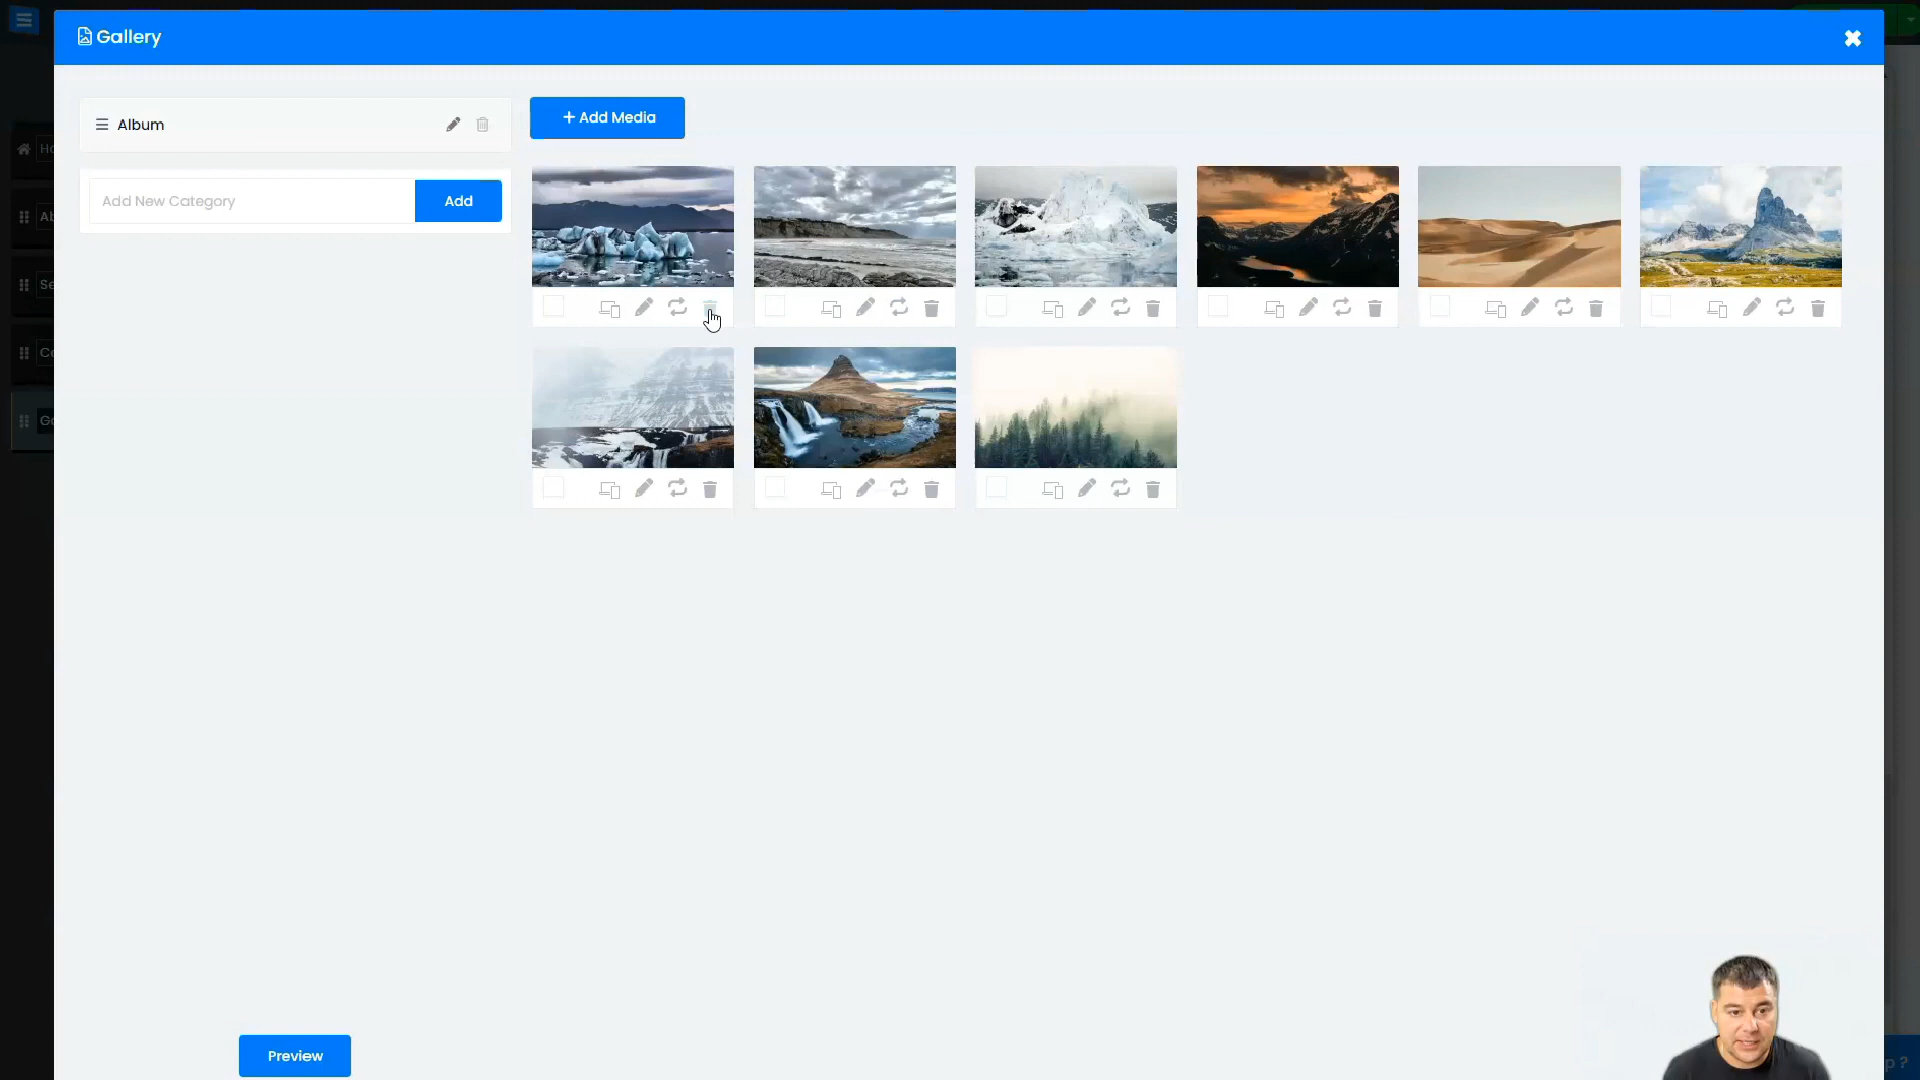 Gallery
Album
+ Add Media
Add New Category
Add
Preview